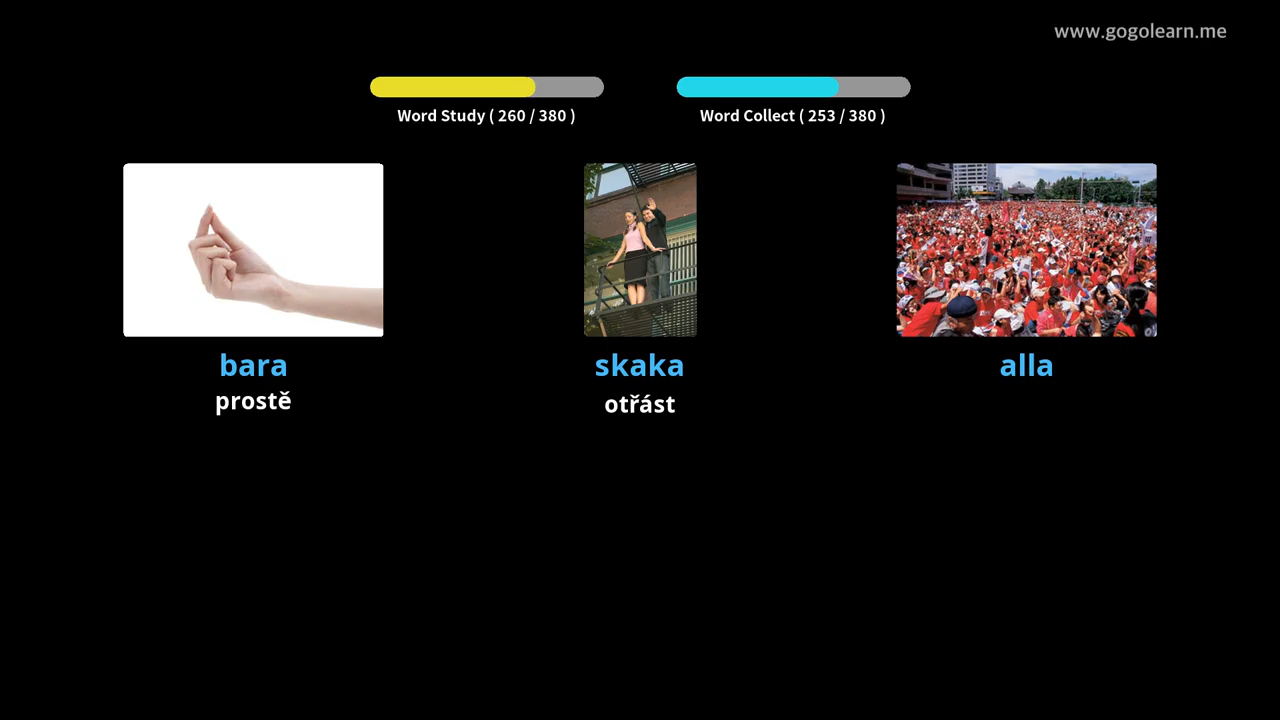 www.gogolearn.me
Word Study ( 260 / 380 )
Word Collect ( 253 / 380 )
bara
skaka
alla
prostě
otřást